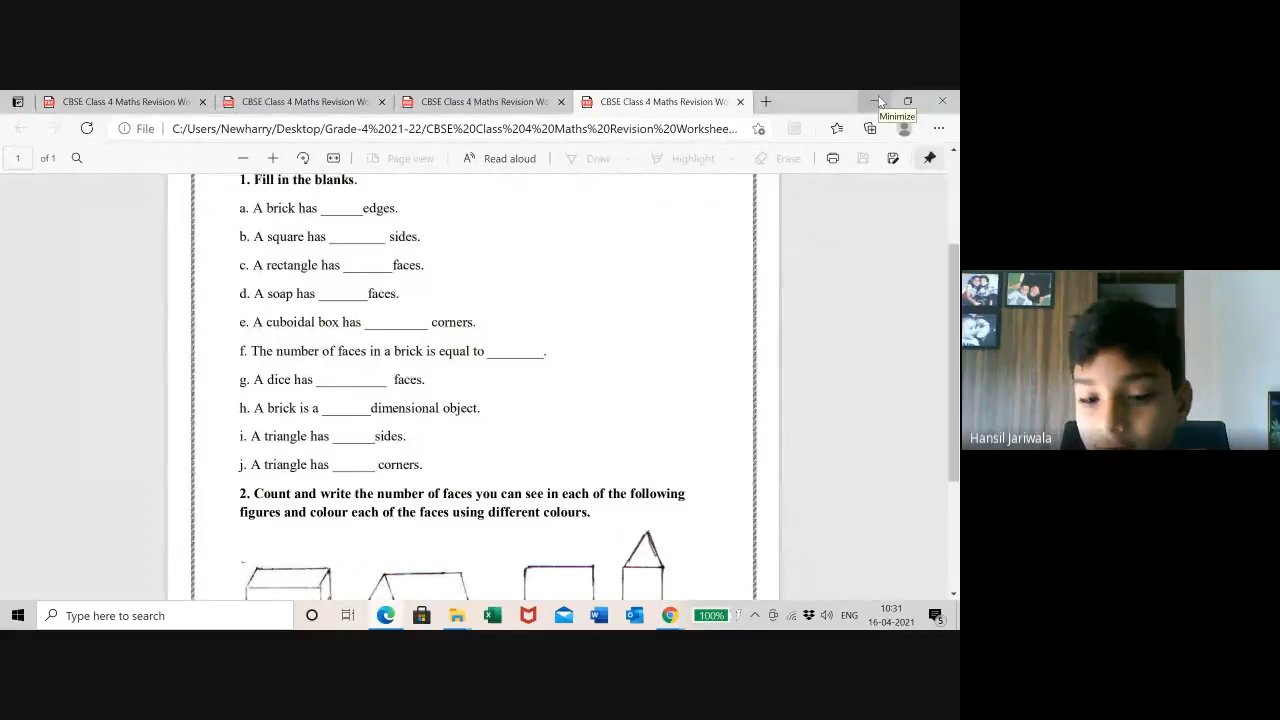 CBSE Class 4 Maths Revision Wo
CBSE Class 4 Maths Revision Wo
CBSE Class 4 Maths Revision Wo
CBSE Class 4 Maths Revision Wo
Minimize
File C:/Users/Newharry/Desktop/Grade-4%2021-22/CBSE%20Class%204%20Maths%20Revision%20Workshee...
1 of 1 Page view Read aloud Draw Highlight Erase
1. Fill in the blanks.
a. A brick has ______edges.
b. A square has ________ sides.
c. A rectangle has _______faces.
d. A soap has _______faces.
e. A cuboidal box has _________ corners.
f. The number of faces in a brick is equal to ________.
g. A dice has __________ faces.
h. A brick is a _______dimensional object.
i. A triangle has ______sides.
j. A triangle has ______ corners.
2. Count and write the number of faces you can see in each of the following
figures and colour each of the faces using different colours.
Hansil Jariwala
Type here to search
100%
ENG
10:31
16-04-2021
5